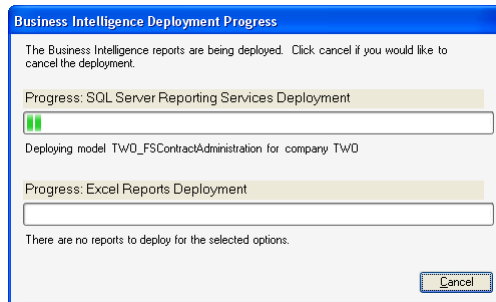 Business Intelligence Deployment Progress
The Business Intelligence reports are being deployed.  Click cancel if you would like to
cancel the deployment.
Progress: SQL Server Reporting Services Deployment
Deploying model TWO_FSContractAdministration for company TWO
Progress: Excel Reports Deployment
There are no reports to deploy for the selected options.
Cancel